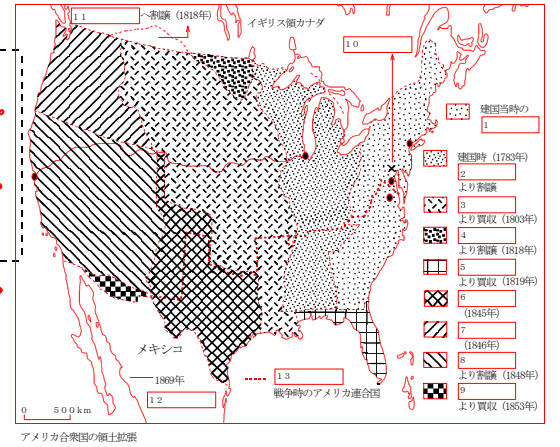 11
へ割譲 (1818年)
イギリス領カナダ
10
建国当時の
1
建国時 (1783年)
2
より割譲
3
より買収 (1803年)
4
より割譲 (1818年)
5
より買収 (1819年)
6
(1845年)
7
(1846年)
8
より割譲 (1848年)
9
より買収 (1853年)
メキシコ
1869年
12
13
戦争時のアメリカ連合国
0 500km
アメリカ合衆国の領土拡張